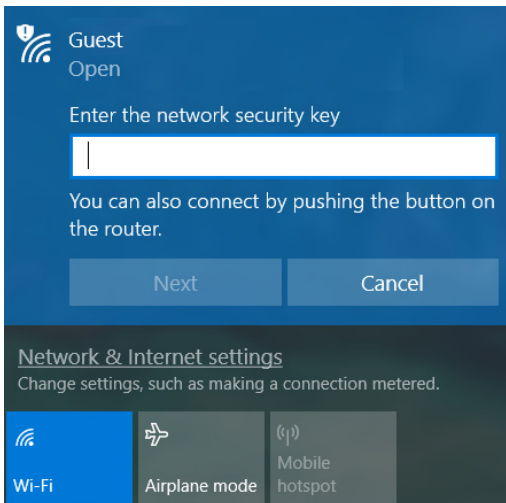 Guest
Open
Enter the network security key
You can also connect by pushing the button on
the router.
Next
Cancel
Network & Internet settings
Change settings, such as making a connection metered.
Wi-Fi
Airplane mode
Mobile
hotspot